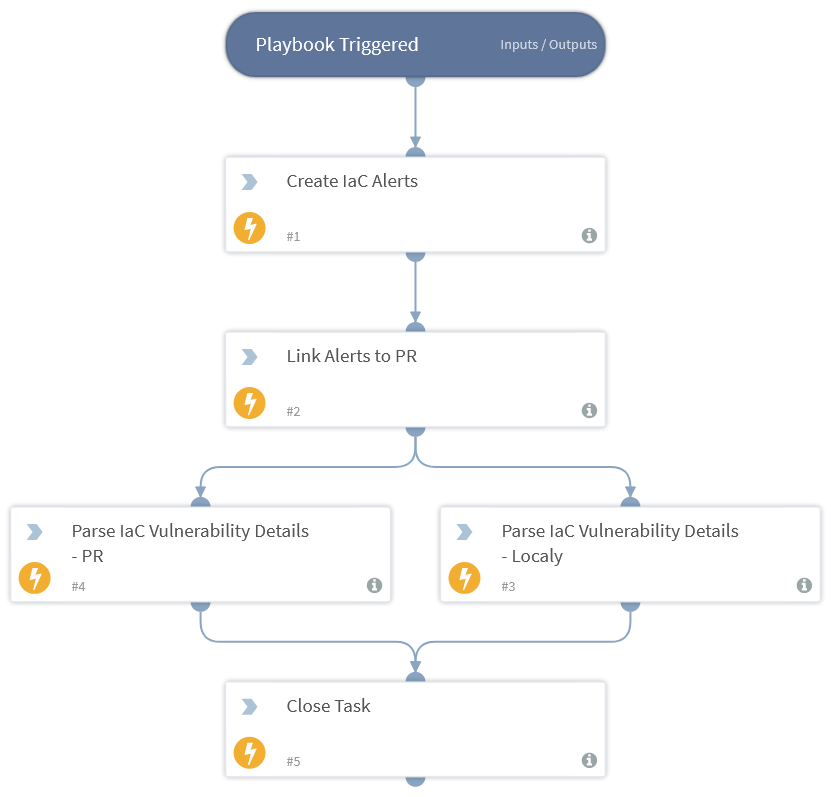 Playbook Triggered
Inputs / Outputs
Create IaC Alerts
#1
Link Alerts to PR
#2
Parse IaC Vulnerability Details
- PR
#4
Parse IaC Vulnerability Details
- Localy
#3
Close Task
#5